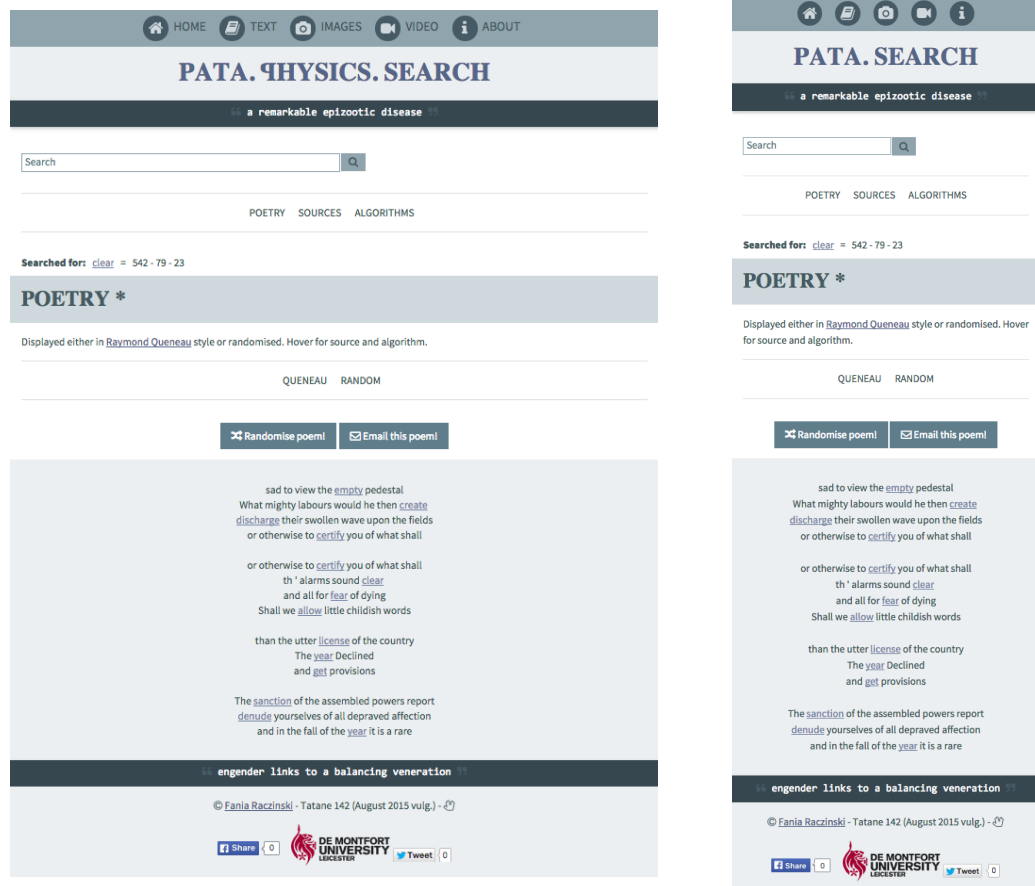 HOME TEXT IMAGES VIDEO ABOUT
PATA. ꟼHYSICS. SEARCH
“ a remarkable epizootic disease ”
Search
POETRY SOURCES ALGORITHMS
Searched for: clear = 542 - 79 - 23
POETRY *
Displayed either in Raymond Queneau style or randomised. Hover for source and algorithm.
QUENEAU RANDOM
Randomise poem! Email this poem!
sad to view the empty pedestal
What mighty labours would he then create
discharge their swollen wave upon the fields
or otherwise to certify you of what shall
or otherwise to certify you of what shall
th ' alarms sound clear
and all for fear of dying
Shall we allow little childish words
than the utter license of the country
The year Declined
and get provisions
The sanction of the assembled powers report
denude yourselves of all depraved affection
and in the fall of the year it is a rare
“ engender links to a balancing veneration ”
© Fania Raczinski - Tatane 142 (August 2015 vulg.) -
Share 0
DE MONTFORT
UNIVERSITY
LEICESTER
Tweet 0
PATA. SEARCH
“ a remarkable epizootic disease ”
Search
POETRY SOURCES ALGORITHMS
Searched for: clear = 542 - 79 - 23
POETRY *
Displayed either in Raymond Queneau style or randomised. Hover
for source and algorithm.
QUENEAU RANDOM
Randomise poem! Email this poem!
sad to view the empty pedestal
What mighty labours would he then create
discharge their swollen wave upon the fields
or otherwise to certify you of what shall
or otherwise to certify you of what shall
th ' alarms sound clear
and all for fear of dying
Shall we allow little childish words
than the utter license of the country
The year Declined
and get provisions
The sanction of the assembled powers report
denude yourselves of all depraved affection
and in the fall of the year it is a rare
“ engender links to a balancing veneration ”
© Fania Raczinski - Tatane 142 (August 2015 vulg.) -
Share 0
DE MONTFORT
UNIVERSITY
LEICESTER
Tweet 0